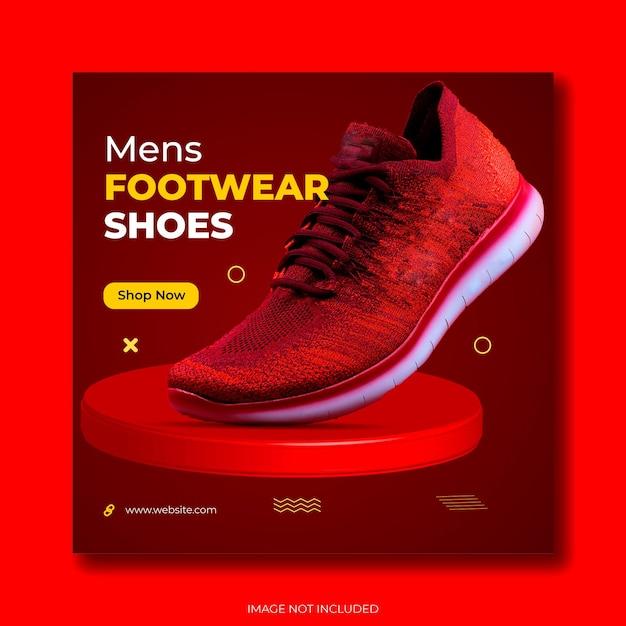 Mens
FOOTWEAR
SHOES
Shop Now
www.website.com
IMAGE NOT INCLUDED